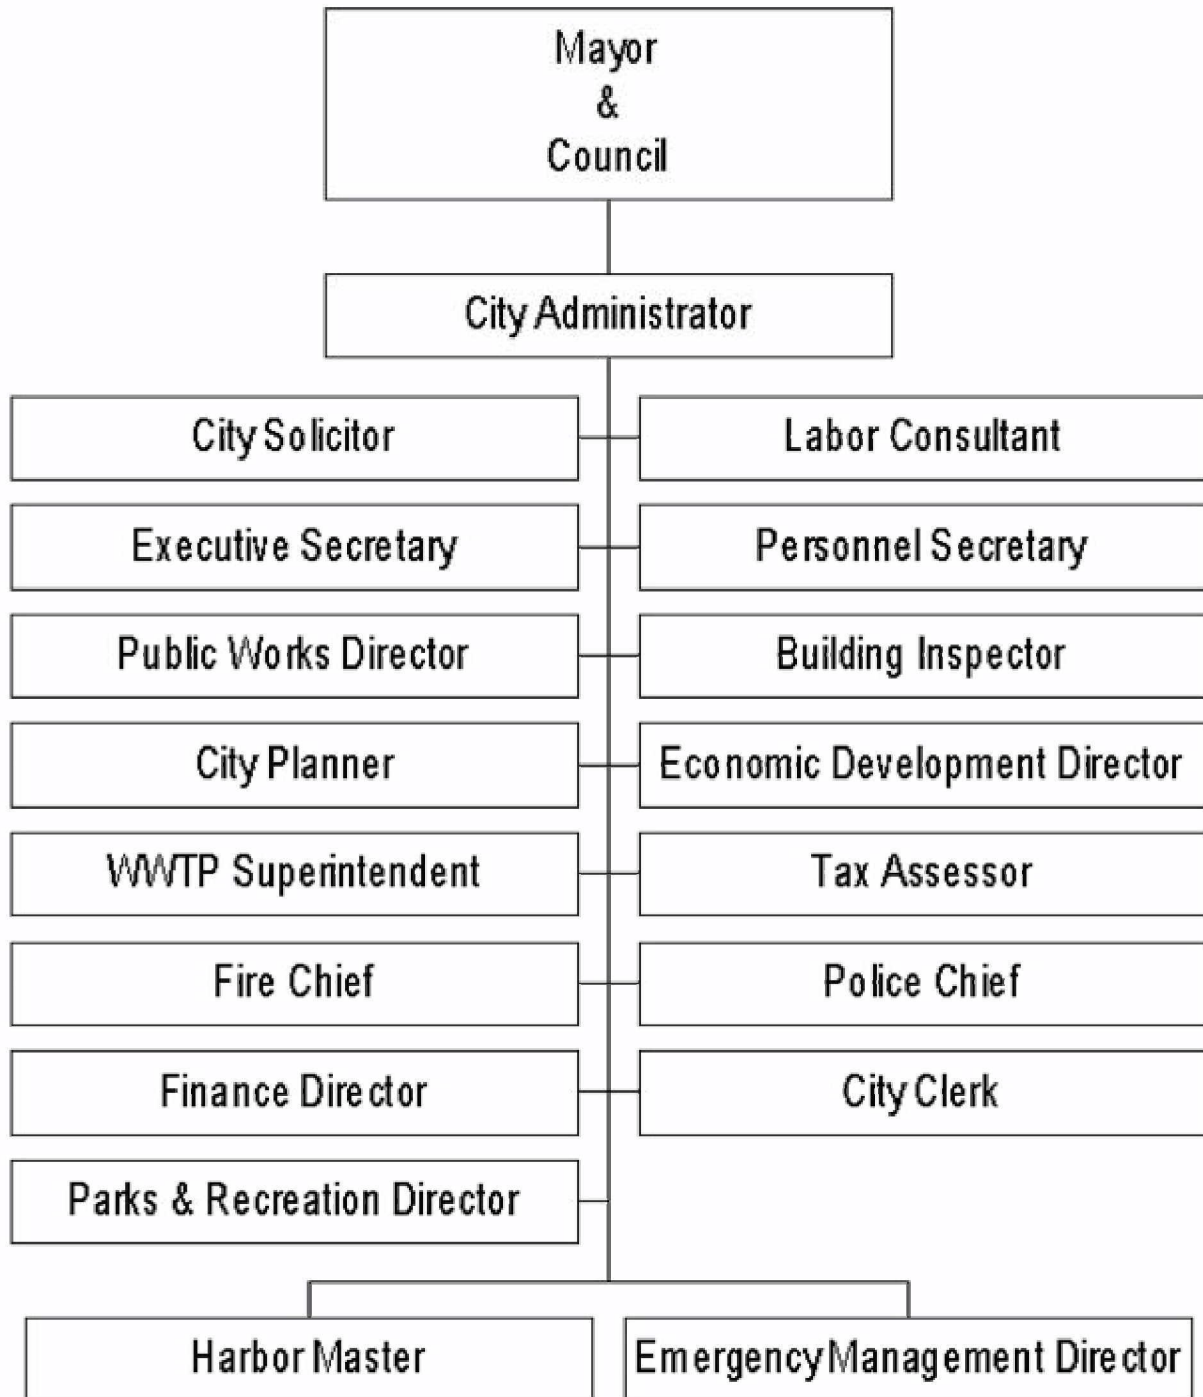 Mayor
&
Council
City Administrator
City Solicitor
Labor Consultant
Executive Secretary
Personnel Secretary
Public Works Director
Building Inspector
City Planner
Economic Development Director
WWTP Superintendent
Tax Assessor
Fire Chief
Police Chief
Finance Director
City Clerk
Parks & Recreation Director
Harbor Master
Emergency Management Director